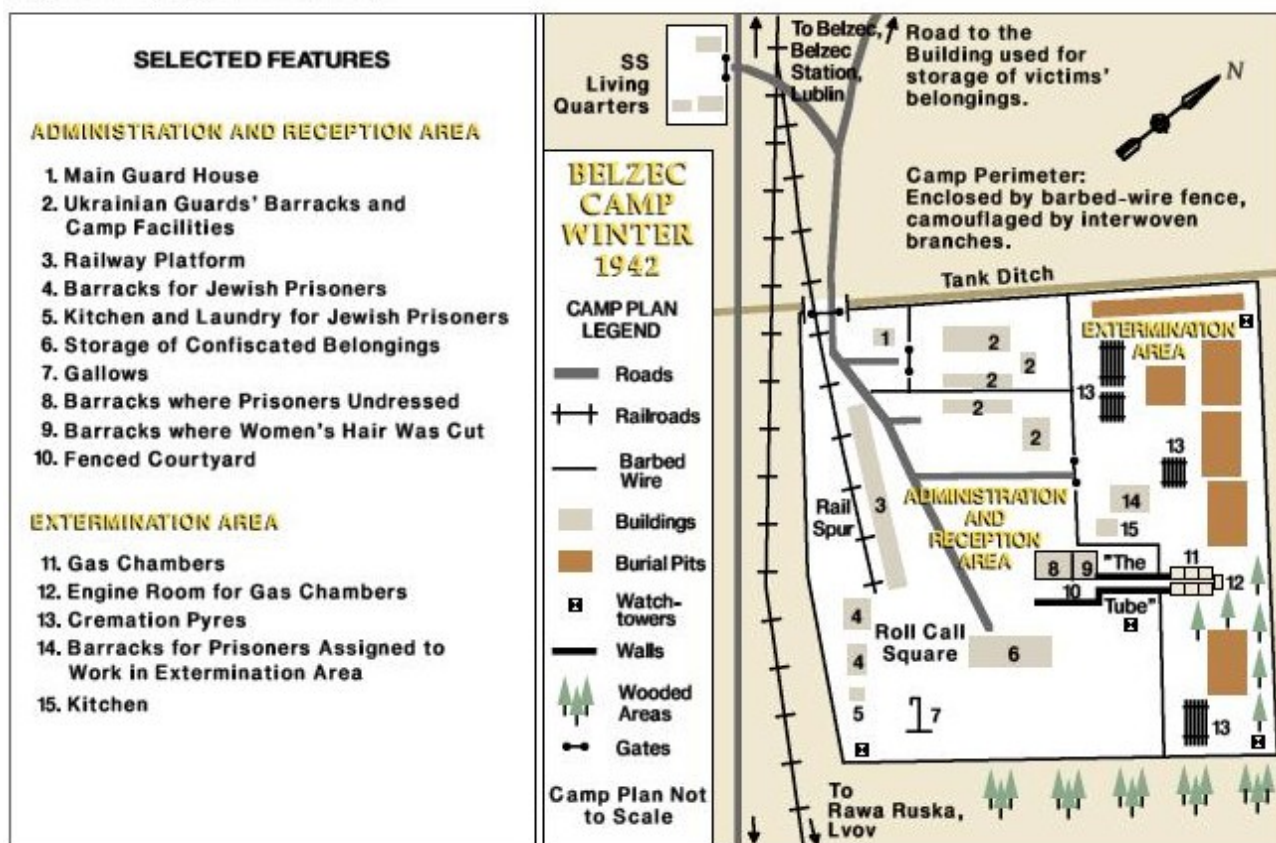 SELECTED FEATURES
ADMINISTRATION AND RECEPTION AREA
1. Main Guard House
2. Ukrainian Guards' Barracks and
Camp Facilities
3. Railway Platform
4. Barracks for Jewish Prisoners
5. Kitchen and Laundry for Jewish Prisoners
6. Storage of Confiscated Belongings
7. Gallows
8. Barracks where Prisoners Undressed
9. Barracks where Women's Hair Was Cut
10. Fenced Courtyard
EXTERMINATION AREA
11. Gas Chambers
12. Engine Room for Gas Chambers
13. Cremation Pyres
14. Barracks for Prisoners Assigned to
Work in Extermination Area
15. Kitchen
BELZEC
CAMP
WINTER
1942
CAMP PLAN
LEGEND
Roads
Railroads
Barbed
Wire
Buildings
Burial Pits
Watch-
towers
Walls
Wooded
Areas
Gates
Camp Plan Not
to Scale
SS
Living
Quarters
To Belzec,
Belzec
Station,
Lublin
Road to the
Building used for
storage of victims'
belongings.
N
Camp Perimeter:
Enclosed by barbed-wire fence,
camouflaged by interwoven
branches.
Tank Ditch
1
2
2
2
2
2
EXTERMINATION
AREA
13
13
3
Rail
Spur
ADMINISTRATION
AND
RECEPTION
AREA
14
15
8
9
"The
Tube"
10
11
12
4
4
5
Roll Call
Square
6
7
13
To
Rawa Ruska,
Lvov